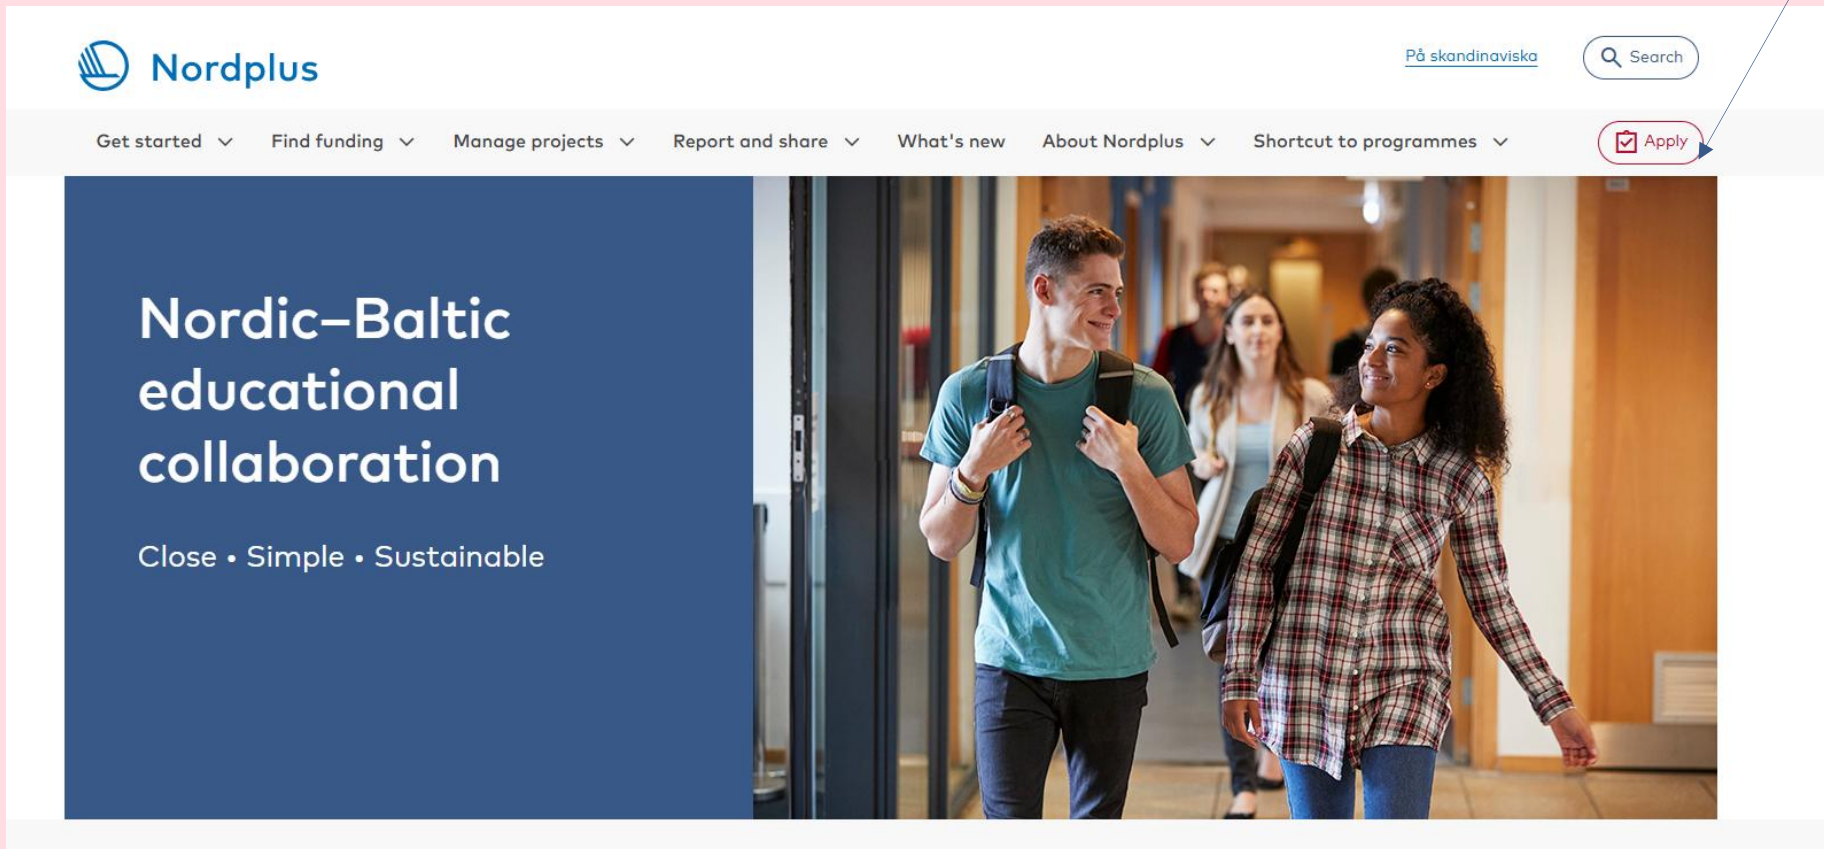 Nordplus
På skandinaviska
Search
Get started
Find funding
Manage projects
Report and share
What's new
About Nordplus
Shortcut to programmes
Apply
Nordic–Baltic
educational
collaboration
Close • Simple • Sustainable